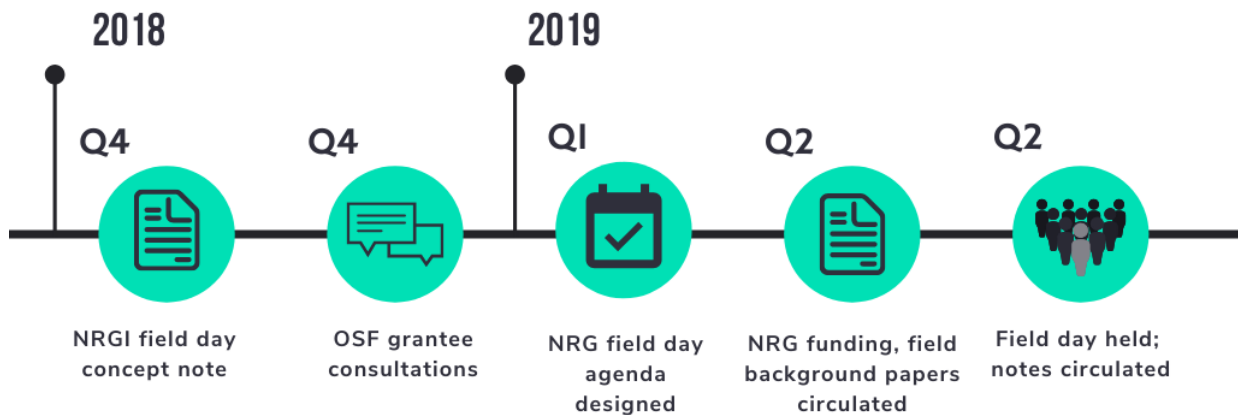 2018
2019
Q4
Q4
Q1
Q2
Q2
NRGI field day
concept note
OSF grantee
consultations
NRG field day
agenda
designed
NRG funding, field
background papers
circulated
Field day held;
notes circulated